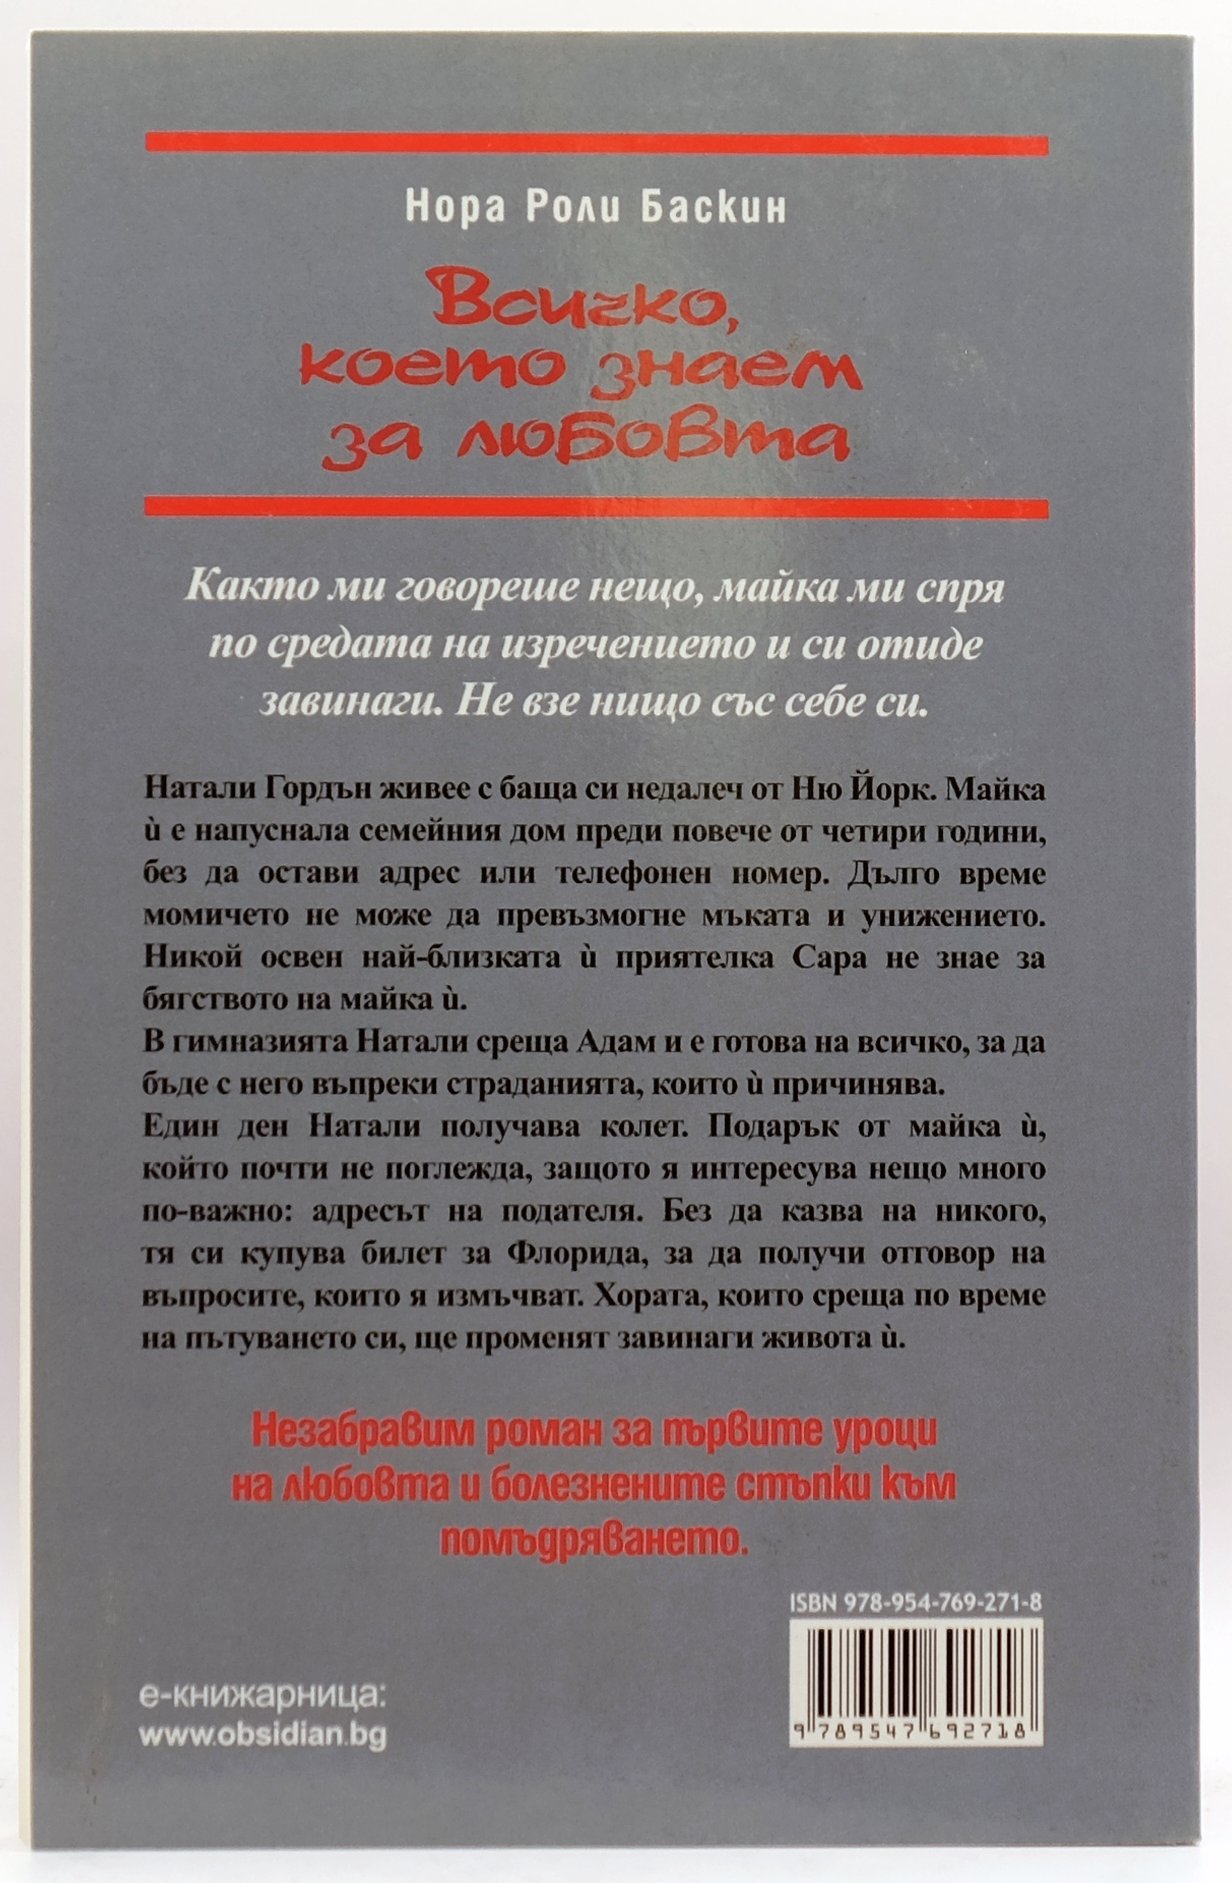 Нора Роли Баскин
Всичко,
което знаем
за любовта
Както ми говореше нещо, майка ми спря
по средата на изречението и си отиде
завинаги. Не взе нищо със себе си.
Натали Гордън живее с баща си недалеч от Ню Йорк. Майка
ѝ е напуснала семейния дом преди повече от четири години,
без да остави адрес или телефонен номер. Дълго време
момичето не може да превъзмогне мъката и унижението.
Никой освен най-близката ѝ приятелка Сара не знае за
бягството на майка ѝ.
В гимназията Натали среща Адам и е готова на всичко, за да
бъде с него въпреки страданията, които ѝ причинява.
Един ден Натали получава колет. Подарък от майка ѝ,
който почти не поглежда, защото я интересува нещо много
по-важно: адресът на подателя. Без да казва на никого,
тя си купува билет за Флорида, за да получи отговор на
въпросите, които я измъчват. Хората, които среща по време
на пътуването си, ще променят завинаги живота ѝ.
Незабравим роман за първите уроци
на любовта и болезнените стъпки към
помъдряването.
ISBN 978-954-769-271-8
9 789547 692718
е-книжарница:
www.obsidian.bg